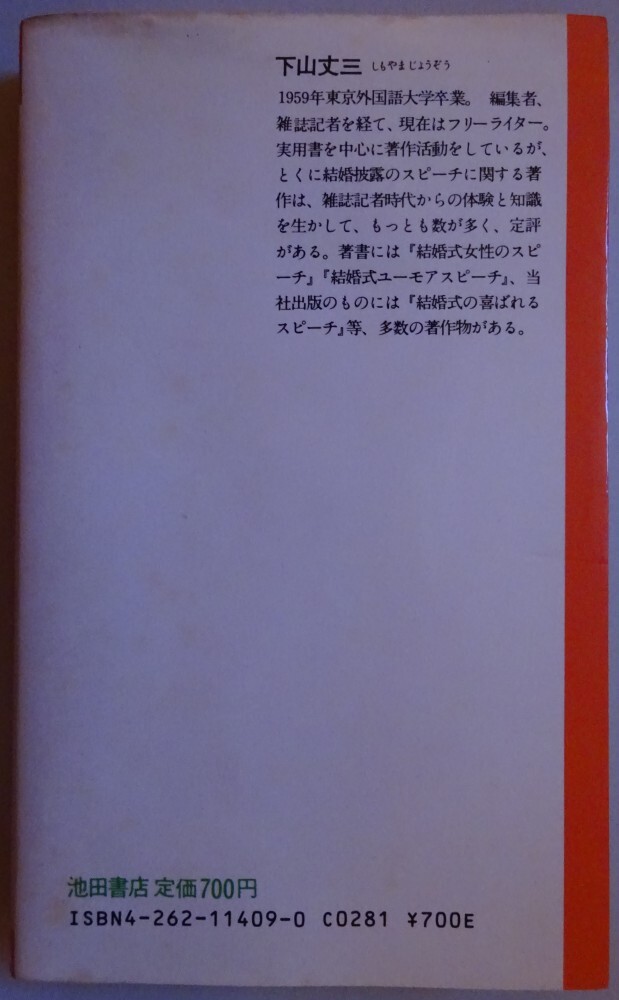 下山丈三 しもやまじょうぞう
1959年東京外国語大学卒業。 編集者、
雑誌記者を経て、現在はフリーライター。
実用書を中心に著作活動をしているが、
とくに結婚披露のスピーチに関する著
作は、雑誌記者時代からの体験と知識
を生かして、もっとも数が多く、定評
がある。著書には『結婚式女性のスピ
ーチ』『結婚式ユーモアスピーチ』、当
社出版のものには『結婚式の喜ばれる
スピーチ』等、多数の著作物がある。
池田書店 定価700円
ISBN4-262-11409-0 C0281 ¥700E